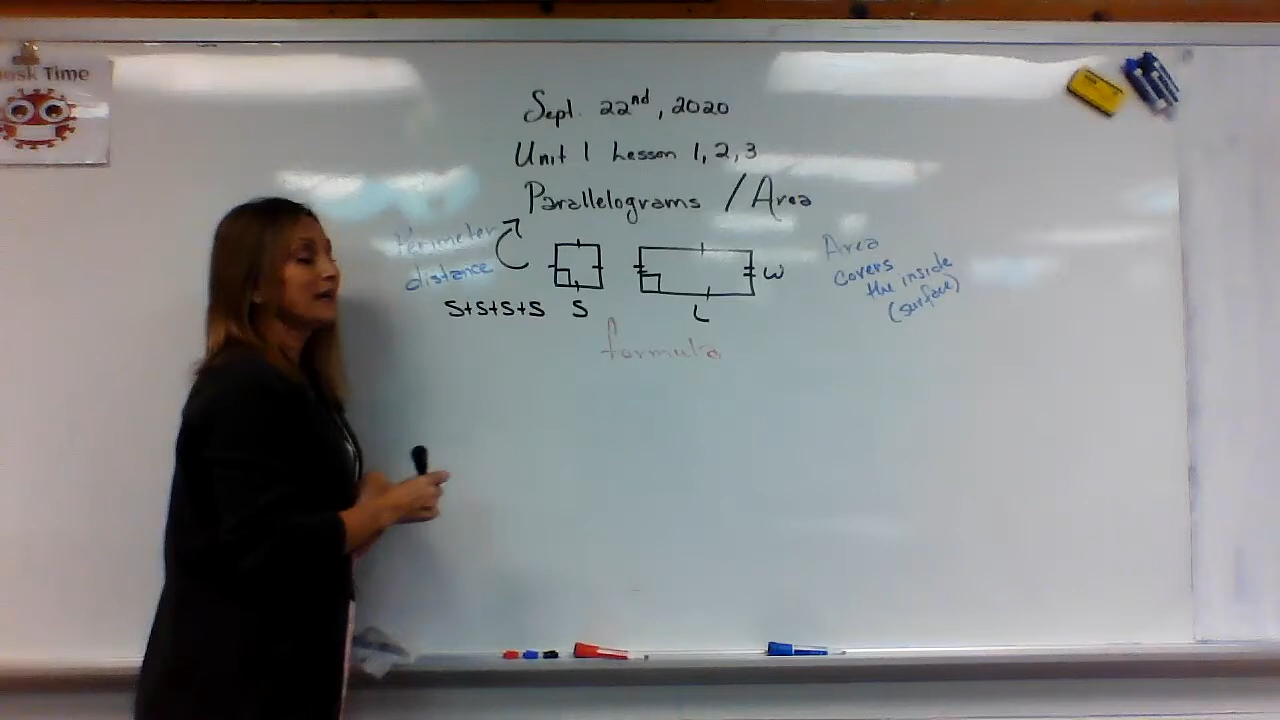 Mask Time
Sept. 22nd, 2020
Unit 1 Lesson 1, 2, 3
Parallelograms / Area
Perimeter
distance
S+S+S+S
S
L
W
Area
covers
the inside
(surface)
formula